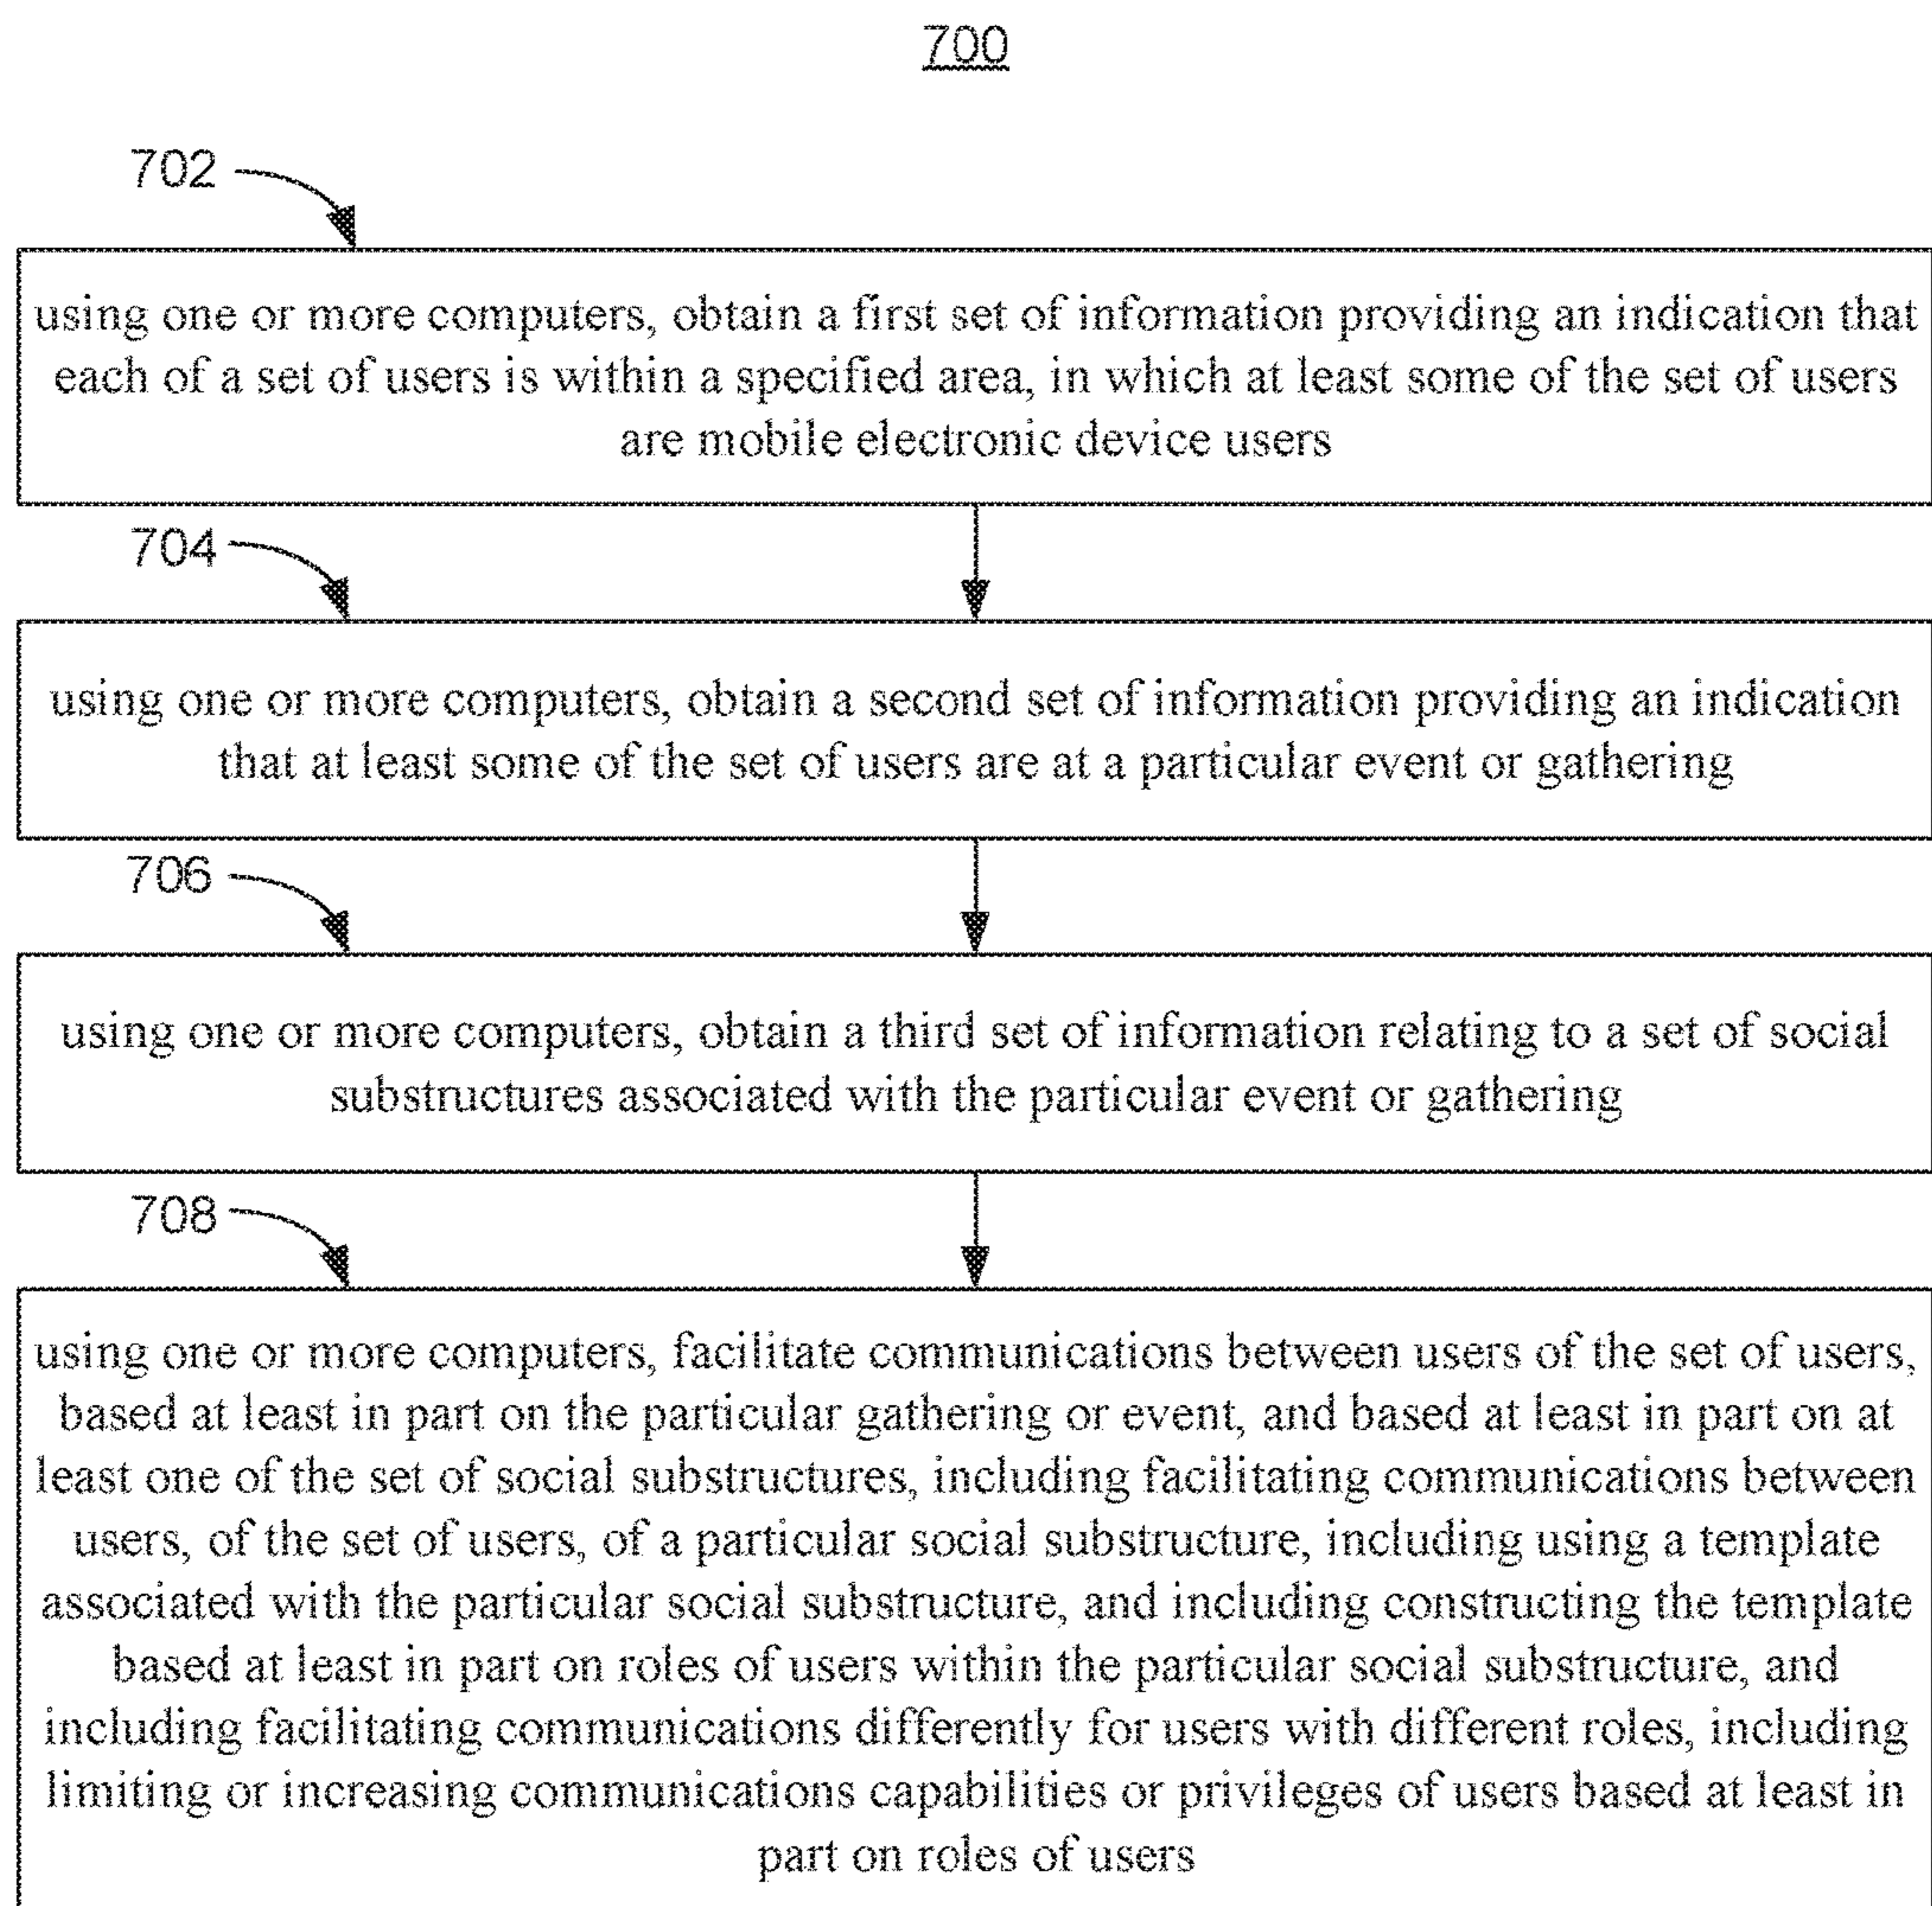 700
702
using one or more computers, obtain a first set of information providing an indication that
each of a set of users is within a specified area, in which at least some of the set of users
are mobile electronic device users
704
using one or more computers, obtain a second set of information providing an indication
that at least some of the set of users are at a particular event or gathering
706
using one or more computers, obtain a third set of information relating to a set of social
substructures associated with the particular event or gathering
708
using one or more computers, facilitate communications between users of the set of users,
based at least in part on the particular gathering or event, and based at least in part on at
least one of the set of social substructures, including facilitating communications between
users, of the set of users, of a particular social substructure, including using a template
associated with the particular social substructure, and including constructing the template
based at least in part on roles of users within the particular social substructure, and
including facilitating communications differently for users with different roles, including
limiting or increasing communications capabilities or privileges of users based at least in
part on roles of users